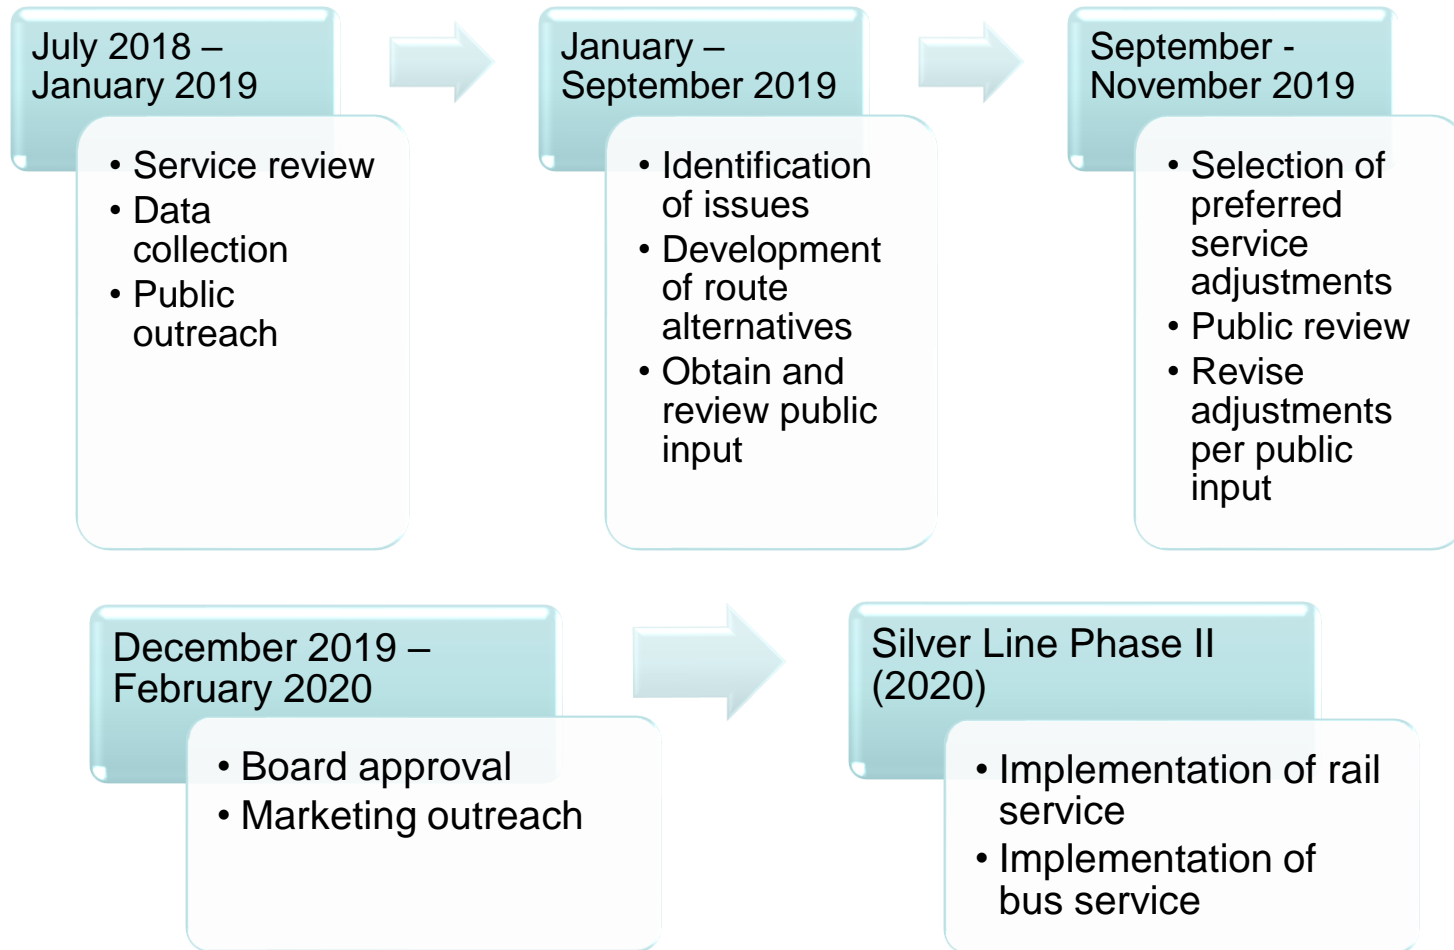 July 2018 –
January 2019
• Service review
• Data
collection
• Public
outreach
January –
September 2019
• Identification
of issues
• Development
of route
alternatives
• Obtain and
review public
input
September -
November 2019
• Selection of
preferred
service
adjustments
• Public review
• Revise
adjustments
per public
input
December 2019 –
February 2020
• Board approval
• Marketing outreach
Silver Line Phase II
(2020)
• Implementation of rail
service
• Implementation of
bus service